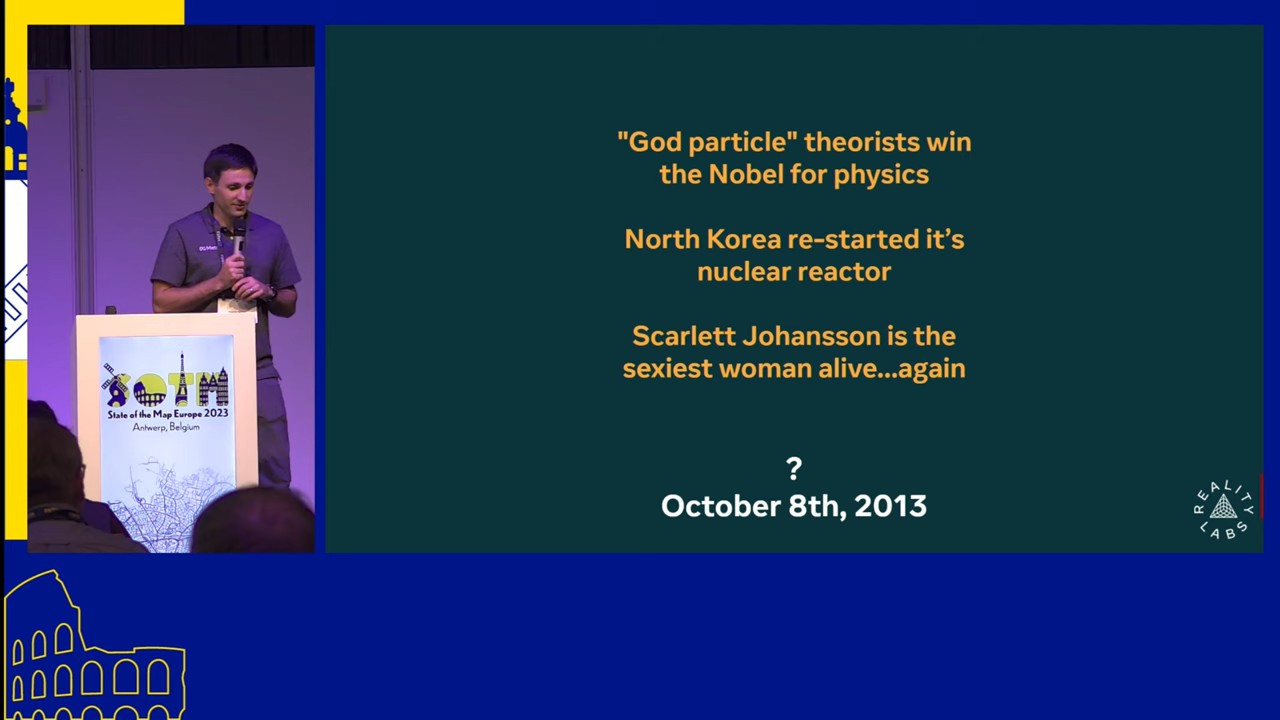 "God particle" theorists win
the Nobel for physics
North Korea re-started it’s
nuclear reactor
Scarlett Johansson is the
sexiest woman alive...again
?
October 8th, 2013
REALITY
LABS
SOTM
State of the Map Europe 2023
Antwerp, Belgium